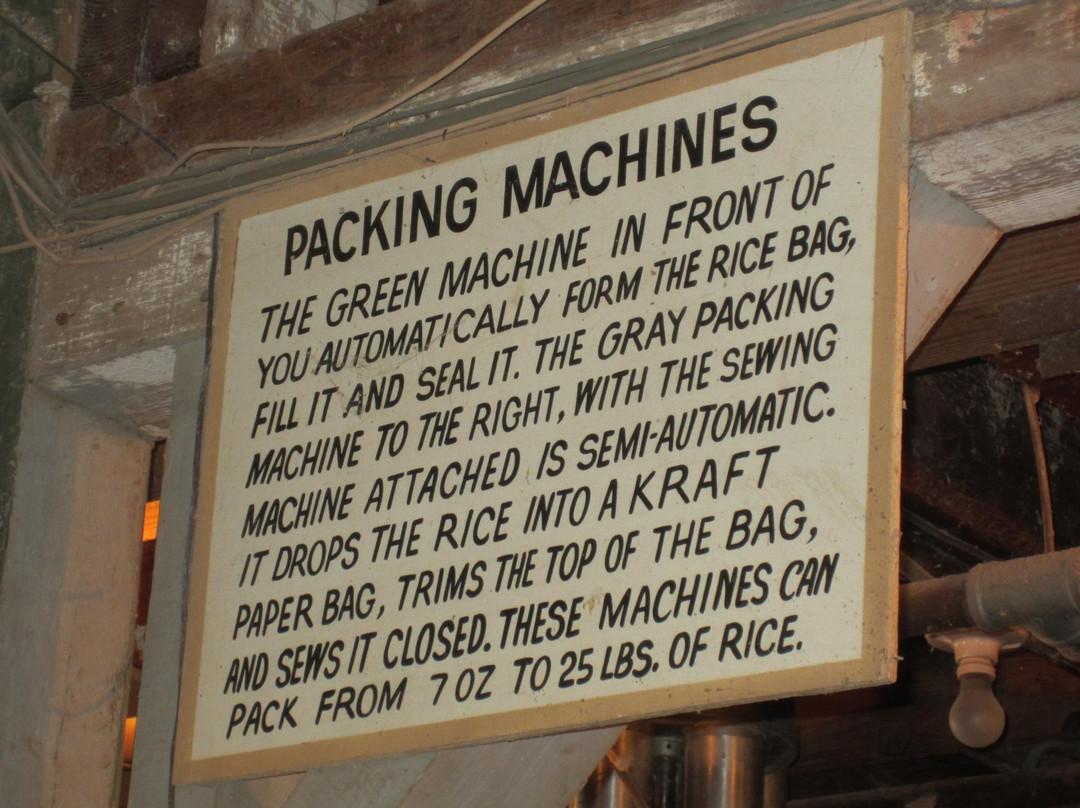 PACKING MACHINES
THE GREEN MACHINE IN FRONT OF
YOU AUTOMATICALLY FORM THE RICE BAG,
FILL IT AND SEAL IT. THE GRAY PACKING
MACHINE TO THE RIGHT, WITH THE SEWING
MACHINE ATTACHED IS SEMI-AUTOMATIC.
IT DROPS THE RICE INTO A KRAFT
PAPER BAG, TRIMS THE TOP OF THE BAG,
AND SEWS IT CLOSED. THESE MACHINES CAN
PACK FROM 7 OZ TO 25 LBS. OF RICE.